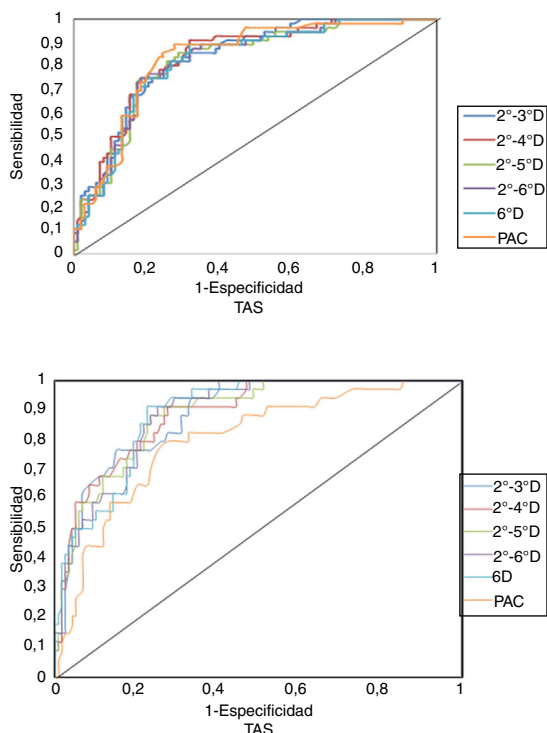 1
0,9
0,8
0,7
0,6
0,5
0,4
0,3
0,2
0,1
0
Sensibilidad
0
0,2
0,4
0,6
0,8
1
1-Especificidad
TAS
2°-3°D
2°-4°D
2°-5°D
2°-6°D
6°D
PAC
1
0,9
0,8
0,7
0,6
0,5
0,4
0,3
0,2
0,1
0
Sensibilidad
0
0,2
0,4
0,6
0,8
1
1-Especificidad
TAS
2°-3°D
2°-4°D
2°-5°D
2°-6°D
6D
PAC